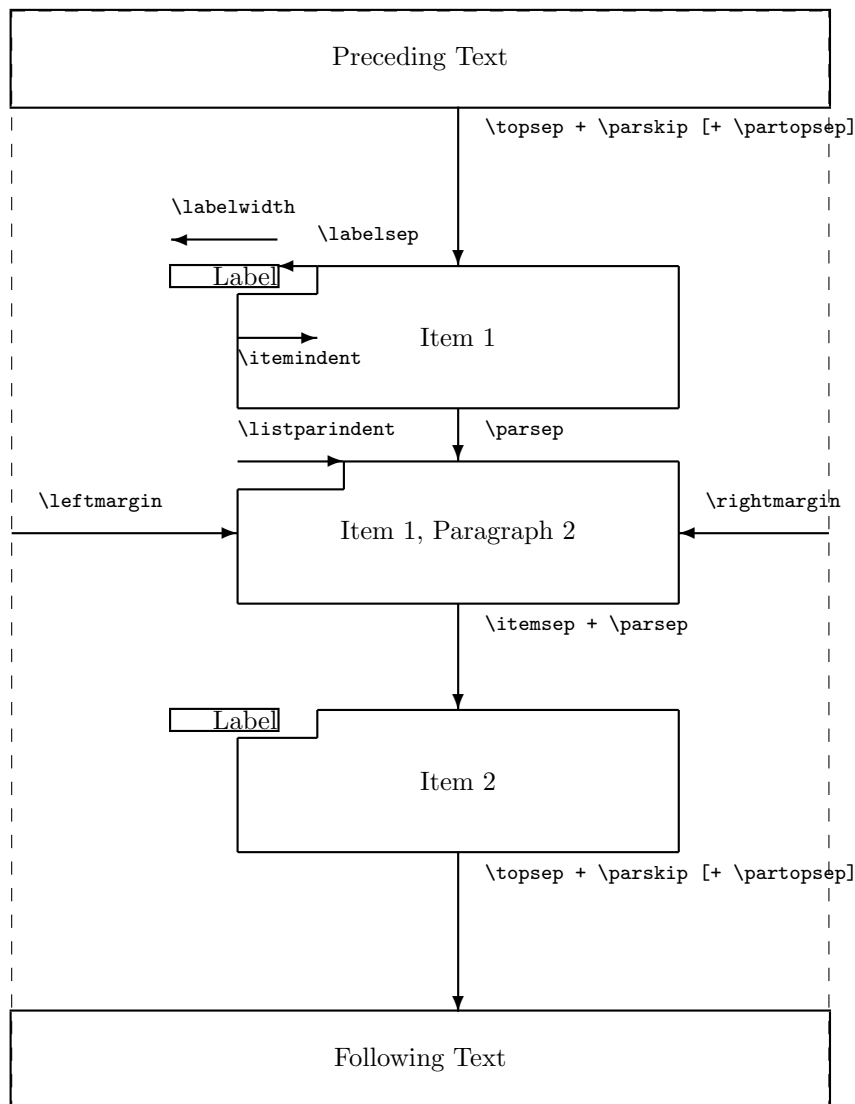 Preceding Text
\topsep + \parskip [+ \partopsep]
\labelwidth
\labelsep
Label
Item 1
\itemindent
\listparindent
\parsep
\leftmargin
\rightmargin
Item 1, Paragraph 2
\itemsep + \parsep
Label
Item 2
\topsep + \parskip [+ \partopsep]
Following Text